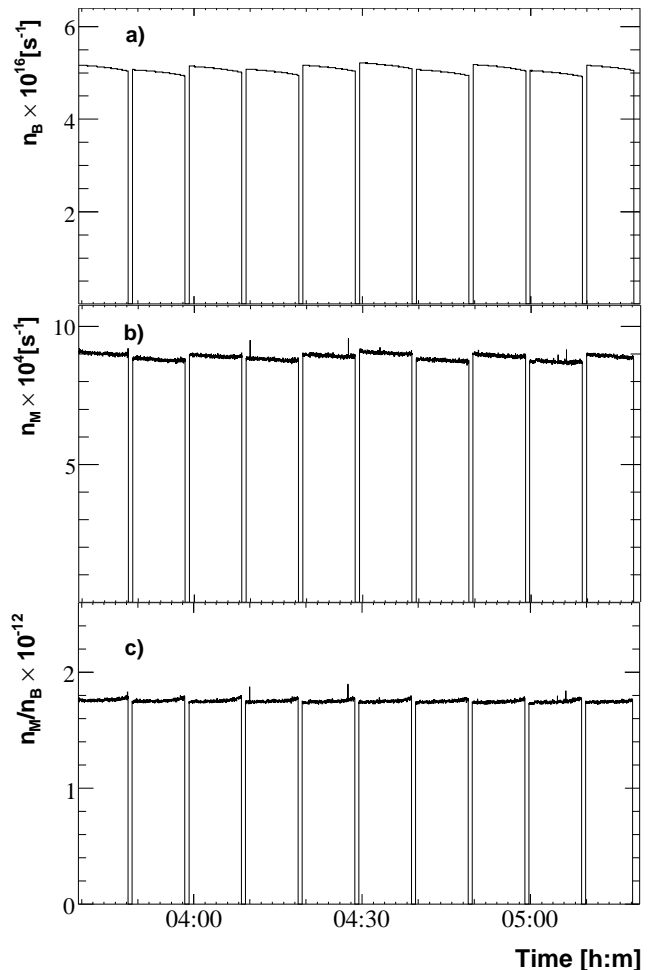 a)
n_B × 10^16 [s^-1]
6
4
2
b)
n_M × 10^4 [s^-1]
10
5
c)
n_M/n_B × 10^-12
2
1
0
04:00 04:30 05:00
Time [h:m]